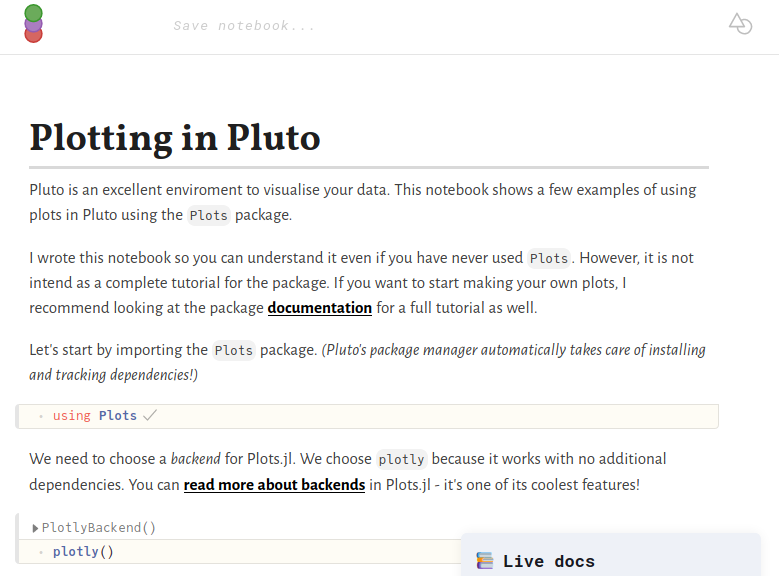 Save notebook...
Plotting in Pluto
Pluto is an excellent enviroment to visualise your data. This notebook shows a few examples of using
plots in Pluto using the Plots package.
I wrote this notebook so you can understand it even if you have never used Plots. However, it is not
intend as a complete tutorial for the package. If you want to start making your own plots, I
recommend looking at the package documentation for a full tutorial as well.
Let's start by importing the Plots package. (Pluto's package manager automatically takes care of installing
and tracking dependencies!)
using Plots
We need to choose a backend for Plots.jl. We choose plotly because it works with no additional
dependencies. You can read more about backends in Plots.jl - it's one of its coolest features!
PlotlyBackend()
plotly()
Live docs